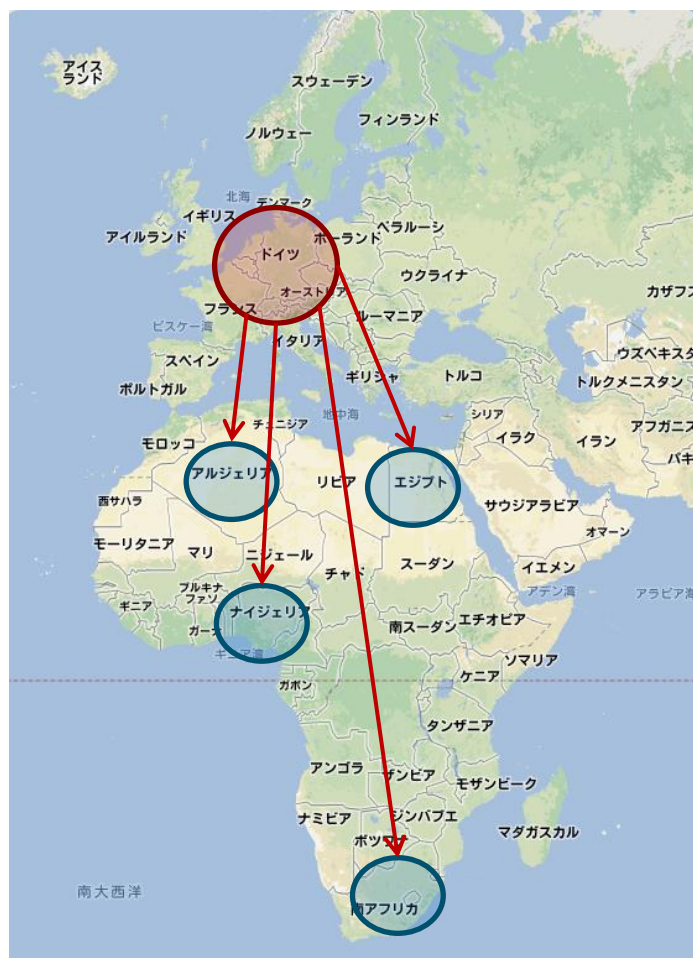 アイス
ランド
スウェーデン
フィンランド
ノルウェー
北海
デンマーク
イギリス
アイルランド
ドイツ
ポーランド
ベラルーシ
ウクライナ
カザフス
オーストリア
フランス
ルーマニア
ビスケー湾
イタリア
ウズベキスタ
スペイン
ギリシャ
トルコ
トルクメニスタン
ポルトガル
地中海
シリア
チュニジア
アフガニス
モロッコ
イラク
イラン
パキ
アルジェリア
リビア
エジプト
西サハラ
サウジアラビア
オマーン
モーリタニア
マリ
ニジェール
チャド
スーダン
イエメン
アデン湾
アラビア海
ブルキナ
ファソ
ギニア
ナイジェリア
ガーナ
南スーダン
エチオピア
ギニア湾
ソマリア
ケニア
ガボン
タンザニア
アンゴラ
ザンビア
モザンビーク
ナミビア
ジンバブエ
マダガスカル
ボツワナ
南大西洋
南アフリカ